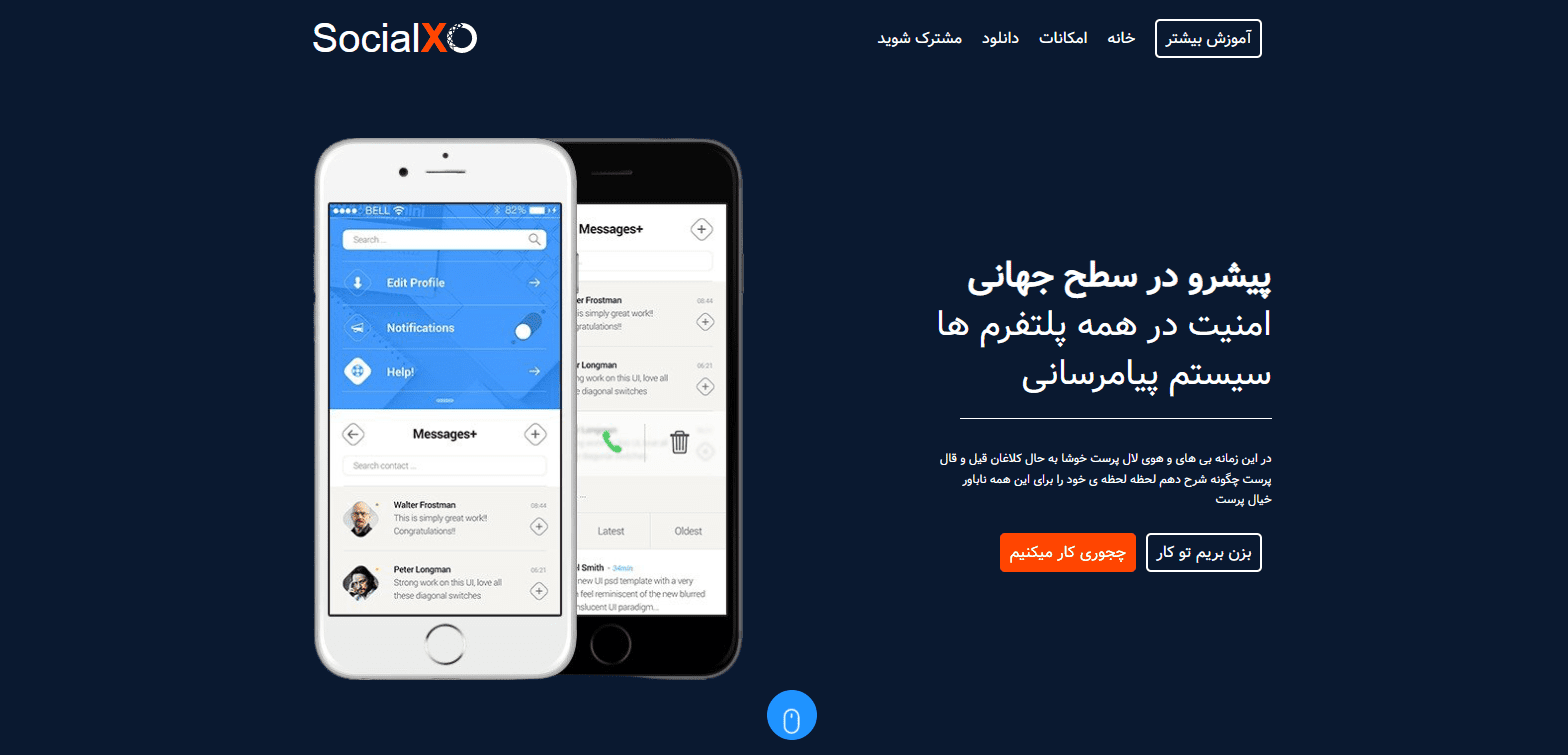 SocialXO
آموزش بیشتر
خانه
امکانات
دانلود
مشترک شوید
پیشرو در سطح جهانی
امنیت در همه پلتفرم ها
سیستم پیامرسانی
در این زمانه بی های و هوی لال پرست خوشا به حال کلاغان قیل و قال
پرست چگونه شرح دهم لحظه لحظه ی خود را برای این همه ناباور
خیال پرست
بزن بریم تو کار
چجوری کار میکنیم
BELL
82%
Search...
Edit Profile
Notifications
Help!
Messages+
Search contact ...
Walter Frostman
08:44
This is simply great work!!
Congratulations!!
Peter Longman
06:21
Strong work on this UI, love all
these diagonal switches
Messages+
er Frostman
08:44
is simply great work!!
gratulations!!
r Longman
06:21
ng work on this UI, love all
e diagonal switches
...
Latest
Oldest
l Smith • 34min
new UI psd template with a very
feel reminiscent of the new blurred
nslucent UI paradigm...